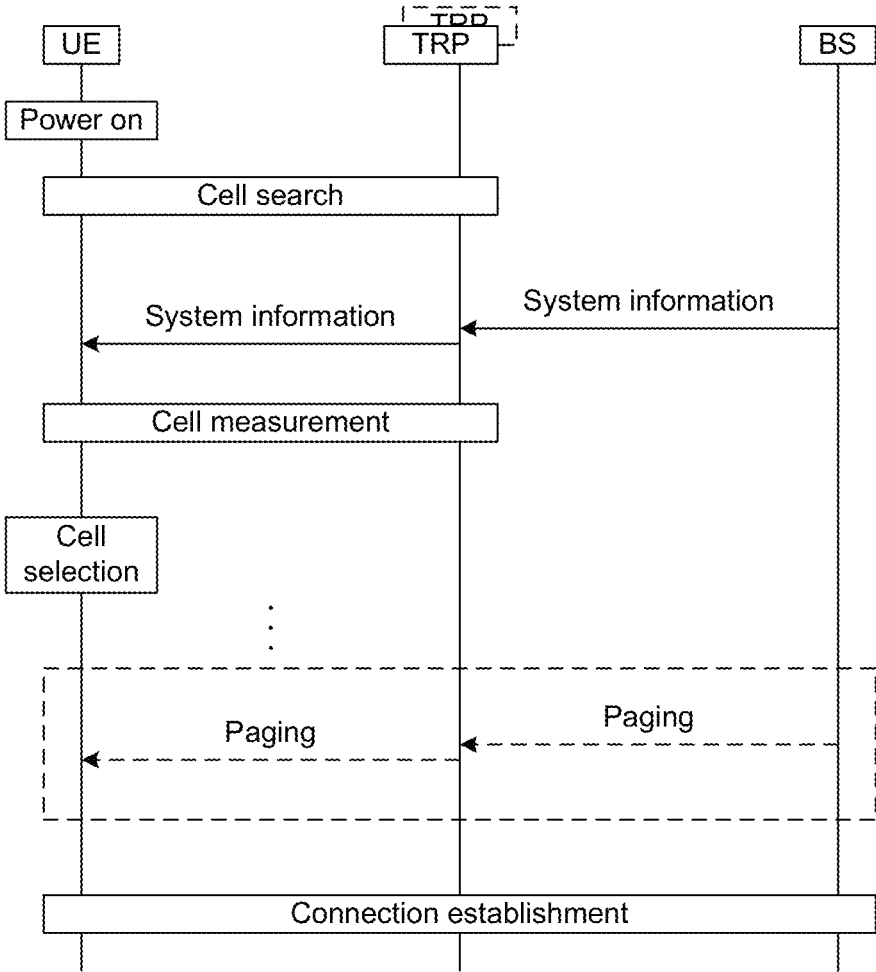 TRP
UE
TRP
BS
Power on
Cell search
System information
System information
Cell measurement
Cell
selection
Paging
Paging
Connection establishment